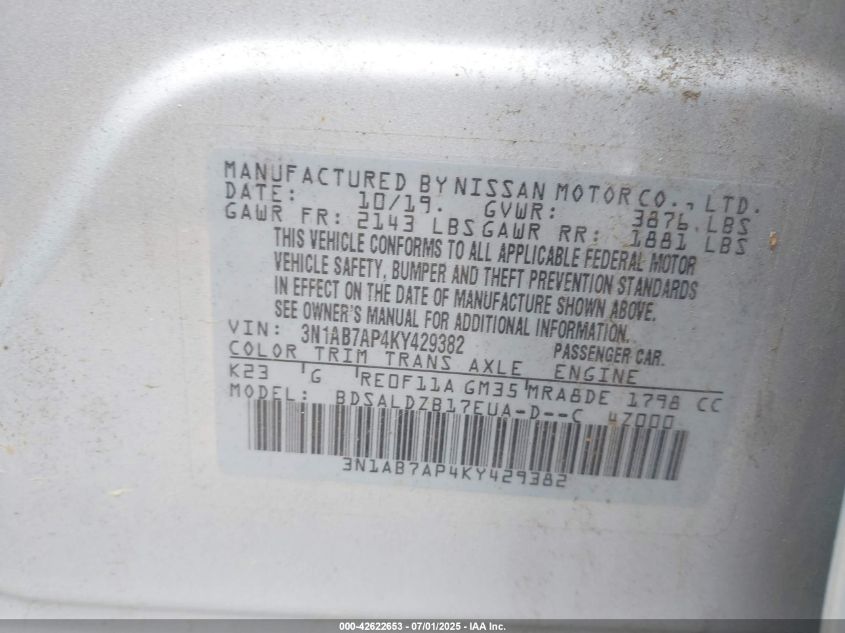 MANUFACTURED BY NISSAN MOTOR CO., LTD.
DATE: 10/19. GVWR: 3876 LBS
GAWR FR: 2143 LBS GAWR RR: 1881 LBS
THIS VEHICLE CONFORMS TO ALL APPLICABLE FEDERAL MOTOR
VEHICLE SAFETY, BUMPER AND THEFT PREVENTION STANDARDS
IN EFFECT ON THE DATE OF MANUFACTURE SHOWN ABOVE.
SEE OWNER'S MANUAL FOR ADDITIONAL INFORMATION.
VIN: 3N1AB7AP4KY429382 PASSENGER CAR.
COLOR TRIM TRANS AXLE ENGINE
K23 G RE0F11A GM35 MRA8DE 1798 CC
MODEL: BDSALDZB17EUA-D--C 4Z000
3N1AB7AP4KY429382
000-42622653 - 07/01/2025 - IAA Inc.